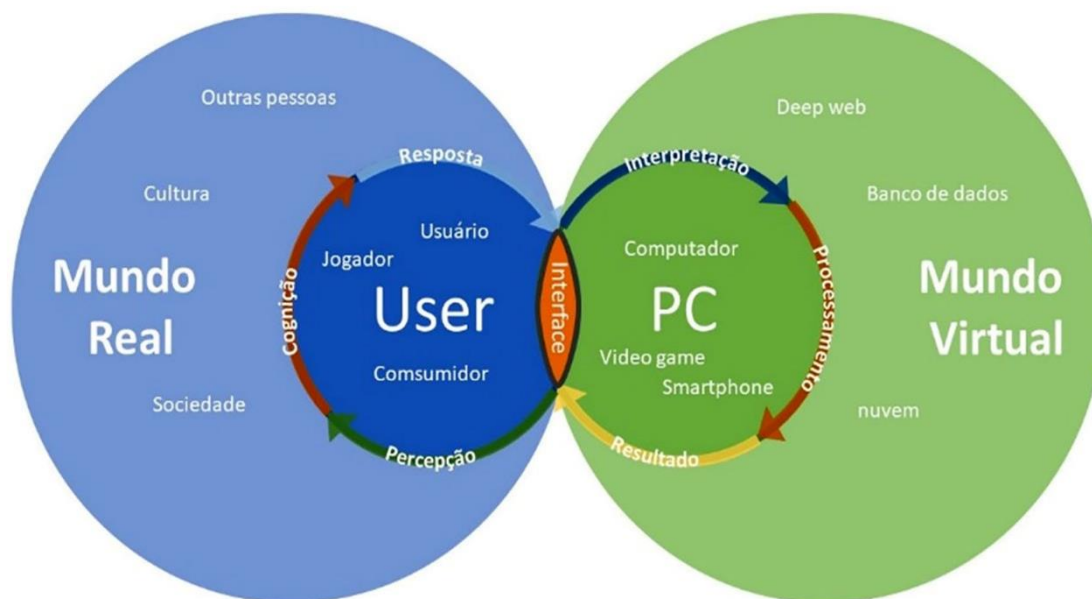 Outras pessoas
Deep web
Resposta
Interpretação
Cultura
Banco de dados
Usuário
Computador
Jogador
Mundo
Real
Cognição
User
Interface
PC
Processamento
Mundo
Virtual
Video game
Comsumidor
Smartphone
Sociedade
nuvem
Percepção
Resultado